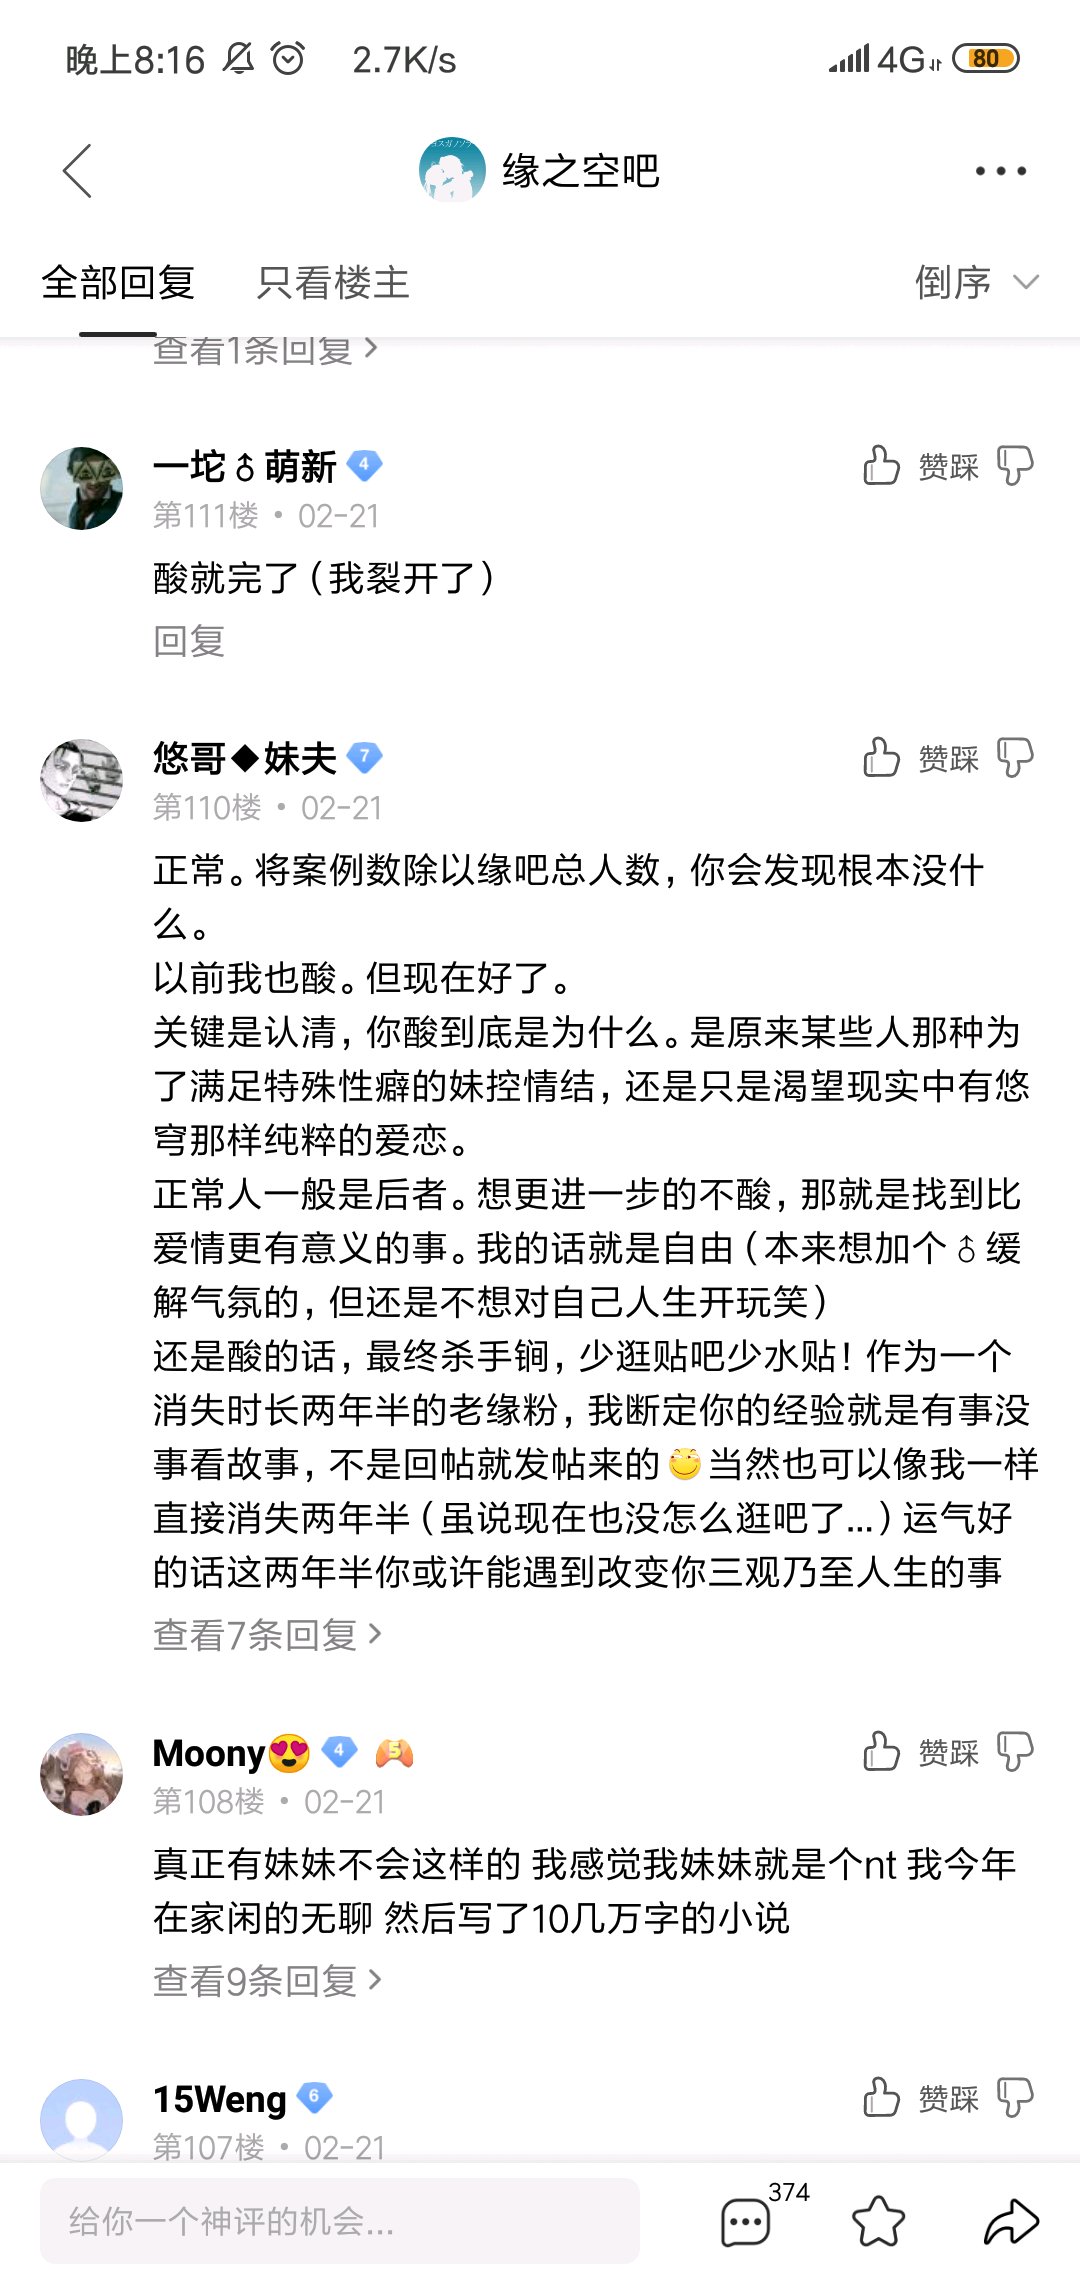 晚上8:16 2.7K/s 4G 80
缘之空吧
全部回复 只看楼主 倒序
查看1条回复
一坨♂萌新 4 赞踩
第111楼 • 02-21
酸就完了（我裂开了）
回复
悠哥◆妹夫 7 赞踩
第110楼 • 02-21
正常。将案例数除以缘吧总人数，你会发现根本没什
么。
以前我也酸。但现在好了。
关键是认清，你酸到底是为什么。是原来某些人那种为
了满足特殊性癖的妹控情结，还是只是渴望现实中有悠
穹那样纯粹的爱恋。
正常人一般是后者。想更进一步的不酸，那就是找到比
爱情更有意义的事。我的话就是自由（本来想加个♂缓
解气氛的，但还是不想对自己人生开玩笑）
还是酸的话，最终杀手锏，少逛贴吧少水贴！作为一个
消失时长两年半的老缘粉，我断定你的经验就是有事没
事看故事，不是回帖就发帖来的当然也可以像我一样
直接消失两年半（虽说现在也没怎么逛吧了...）运气好
的话这两年半你或许能遇到改变你三观乃至人生的事
查看7条回复
Moony😍 4 5 赞踩
第108楼 • 02-21
真正有妹妹不会这样的 我感觉我妹妹就是个nt 我今年
在家闲的无聊 然后写了10几万字的小说
查看9条回复
15Weng 6 赞踩
第107楼 • 02-21
给你一个神评的机会... 374